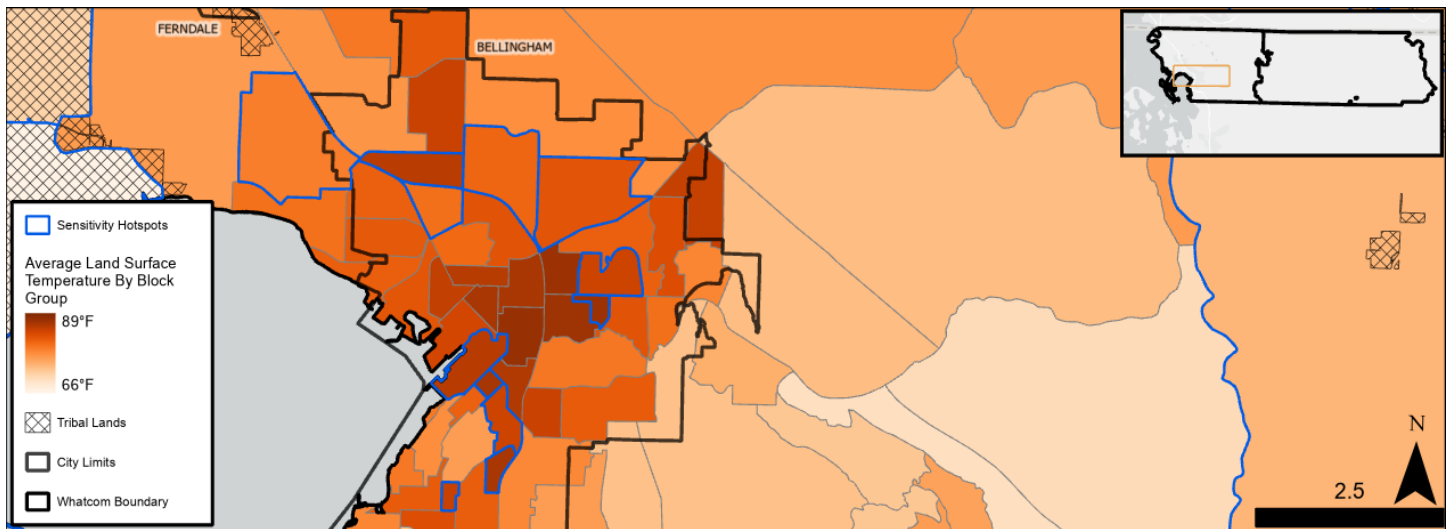 FERNDALE
BELLINGHAM
Sensitivity Hotspots
Average Land Surface
Temperature By Block
Group
89°F
66°F
Tribal Lands
City Limits
Whatcom Boundary
N
2.5